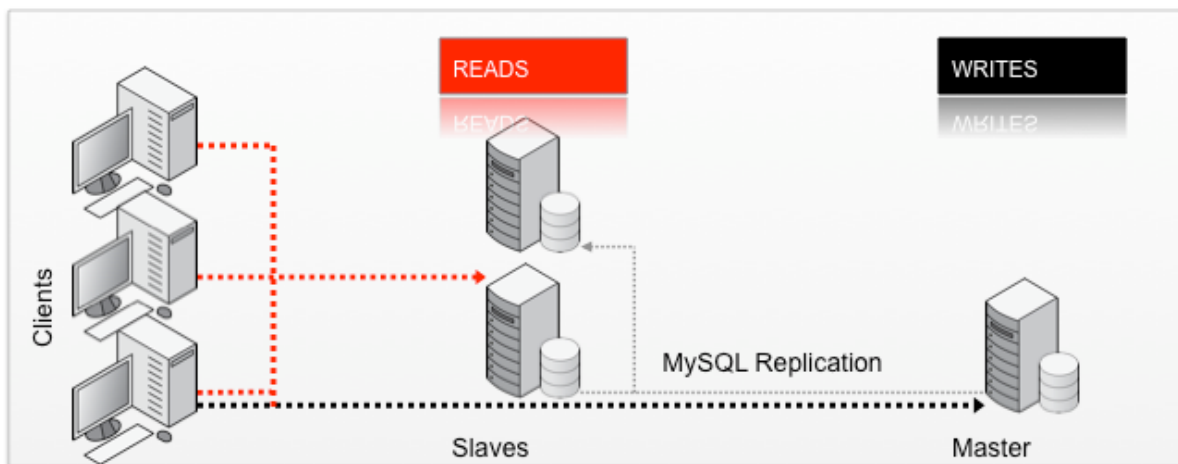 READS
WRITES
Clients
MySQL Replication
Slaves
Master